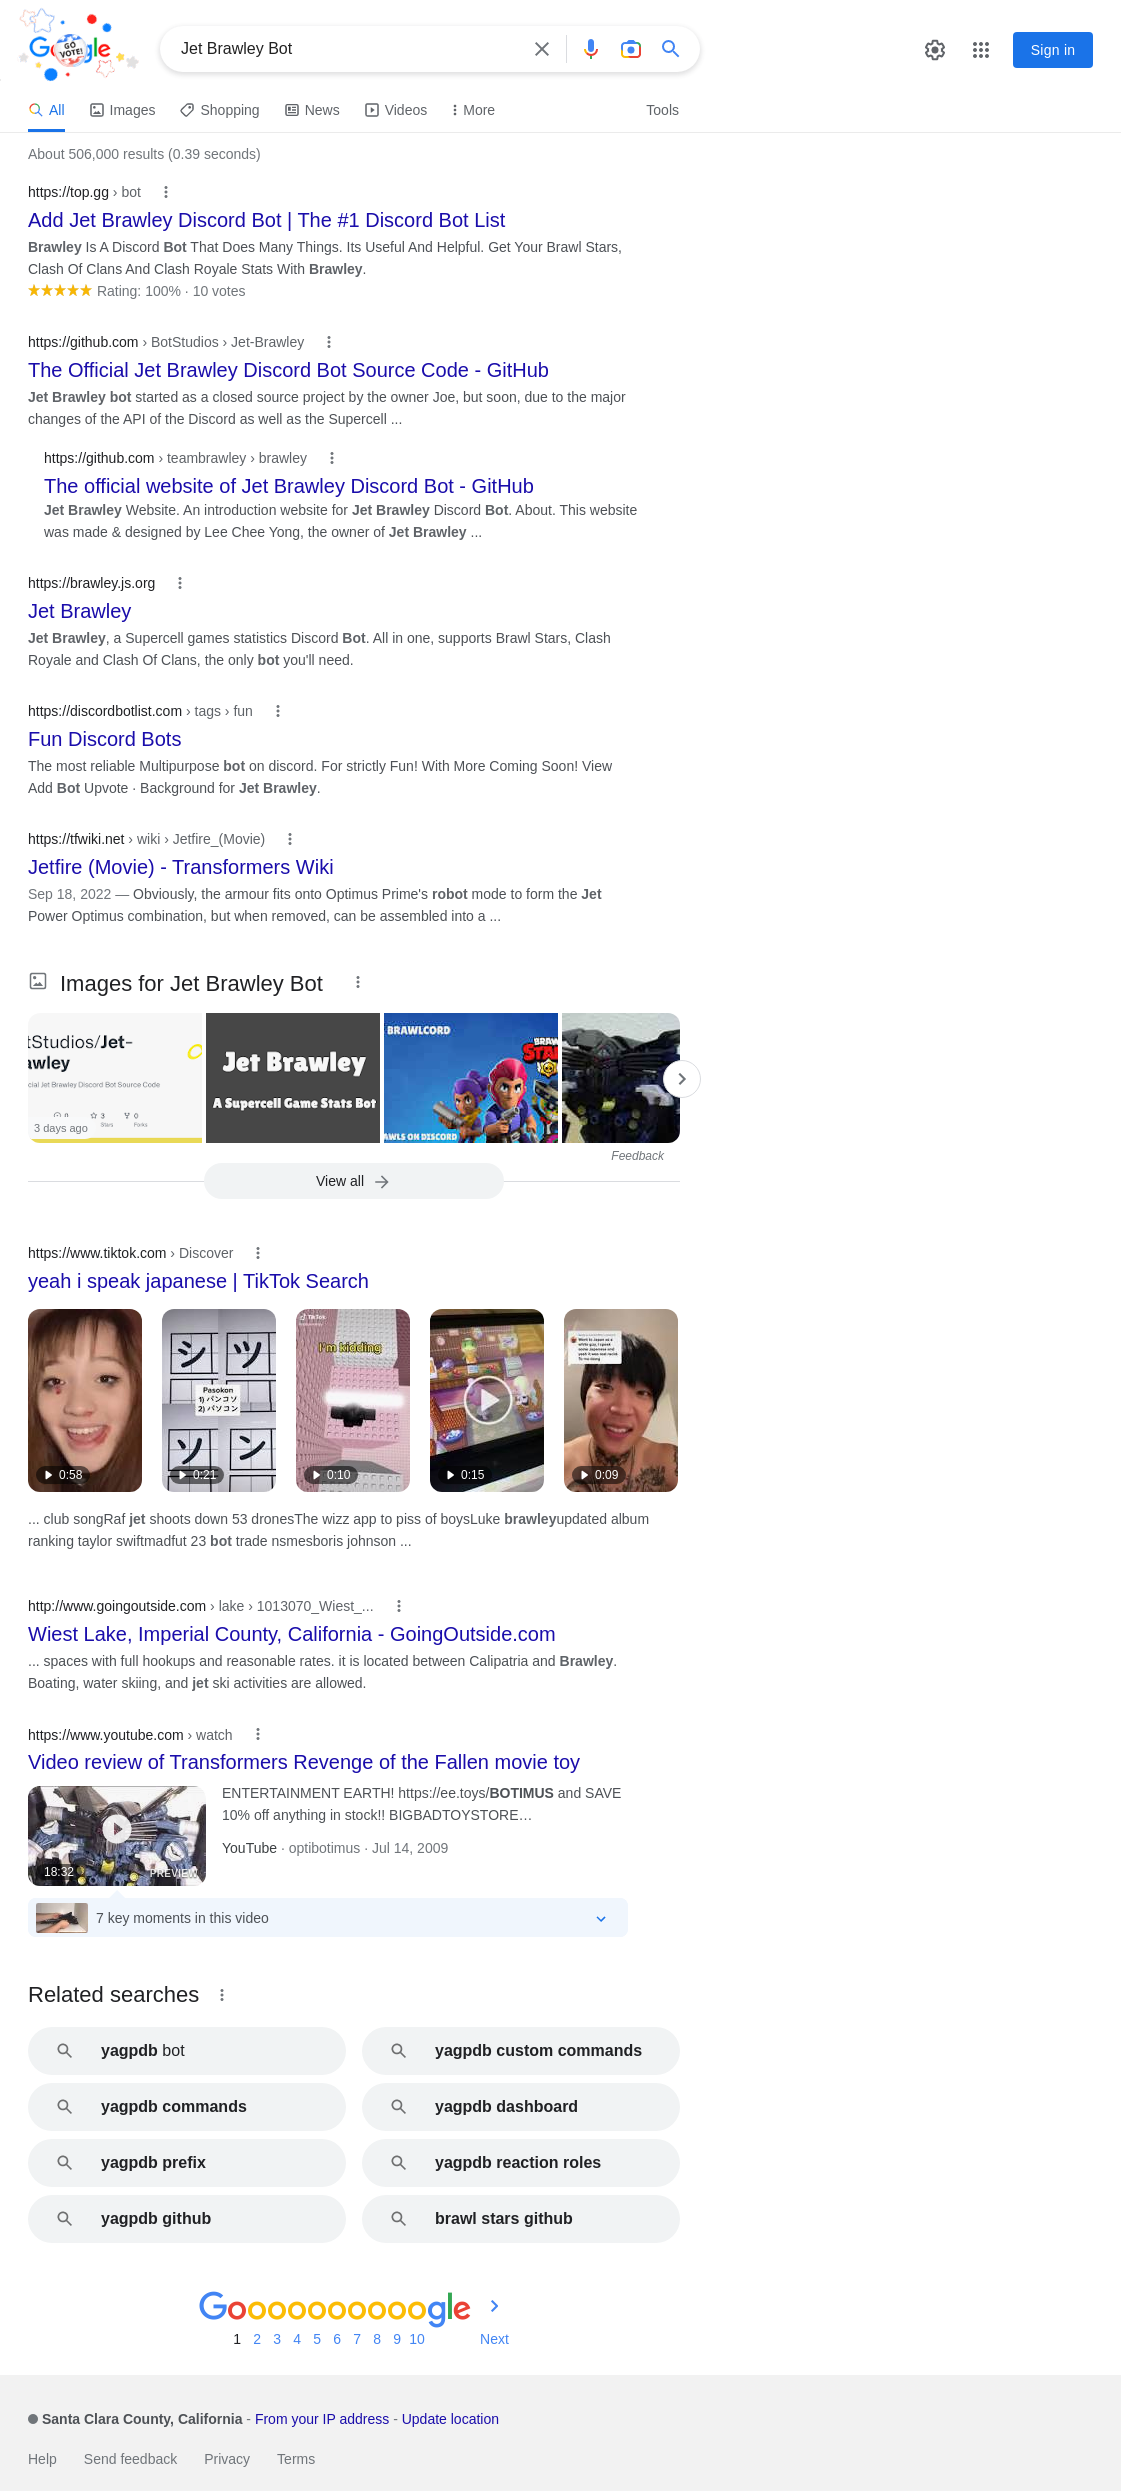 GO VOTE!
Jet Brawley Bot
Sign in
All
Images
Shopping
News
Videos
More
Tools
About 506,000 results (0.39 seconds)
https://top.gg › bot
Add Jet Brawley Discord Bot | The #1 Discord Bot List
Brawley Is A Discord Bot That Does Many Things. Its Useful And Helpful. Get Your Brawl Stars,
Clash Of Clans And Clash Royale Stats With Brawley.
Rating: 100% · 10 votes
https://github.com › BotStudios › Jet-Brawley
The Official Jet Brawley Discord Bot Source Code - GitHub
Jet Brawley bot started as a closed source project by the owner Joe, but soon, due to the major
changes of the API of the Discord as well as the Supercell ...
https://github.com › teambrawley › brawley
The official website of Jet Brawley Discord Bot - GitHub
Jet Brawley Website. An introduction website for Jet Brawley Discord Bot. About. This website
was made & designed by Lee Chee Yong, the owner of Jet Brawley ...
https://brawley.js.org
Jet Brawley
Jet Brawley, a Supercell games statistics Discord Bot. All in one, supports Brawl Stars, Clash
Royale and Clash Of Clans, the only bot you'll need.
https://discordbotlist.com › tags › fun
Fun Discord Bots
The most reliable Multipurpose bot on discord. For strictly Fun! With More Coming Soon! View
Add Bot Upvote · Background for Jet Brawley.
https://tfwiki.net › wiki › Jetfire_(Movie)
Jetfire (Movie) - Transformers Wiki
Sep 18, 2022 — Obviously, the armour fits onto Optimus Prime's robot mode to form the Jet
Power Optimus combination, but when removed, can be assembled into a ...
Images for Jet Brawley Bot
tStudios/Jet-
awley
cial Jet Brawley Discord Bot Source Code
3 days ago
Jet Brawley
A Supercell Game Stats Bot
BRAWLCORD
BRAW
STA
AWLS ON DISCORD
Feedback
View all
https://www.tiktok.com › Discover
yeah i speak japanese | TikTok Search
0:58
シ ツ
Pasokon
1) パンコソ
2) パソコン
ソ ン
0:21
TikTok
I'm kidding
0:10
0:15
0:09
... club songRaf jet shoots down 53 dronesThe wizz app to piss of boysLuke brawleyupdated album
ranking taylor swiftmadfut 23 bot trade nsmesboris johnson ...
http://www.goingoutside.com › lake › 1013070_Wiest_...
Wiest Lake, Imperial County, California - GoingOutside.com
... spaces with full hookups and reasonable rates. it is located between Calipatria and Brawley.
Boating, water skiing, and jet ski activities are allowed.
https://www.youtube.com › watch
Video review of Transformers Revenge of the Fallen movie toy
ENTERTAINMENT EARTH! https://ee.toys/BOTIMUS and SAVE
10% off anything in stock!! BIGBADTOYSTORE…
YouTube · optibotimus · Jul 14, 2009
18:32
PREVIEW
7 key moments in this video
Related searches
yagpdb bot
yagpdb custom commands
yagpdb commands
yagpdb dashboard
yagpdb prefix
yagpdb reaction roles
yagpdb github
brawl stars github
Goooooooooogle
1 2 3 4 5 6 7 8 9 10 Next
Santa Clara County, California - From your IP address - Update location
Help
Send feedback
Privacy
Terms